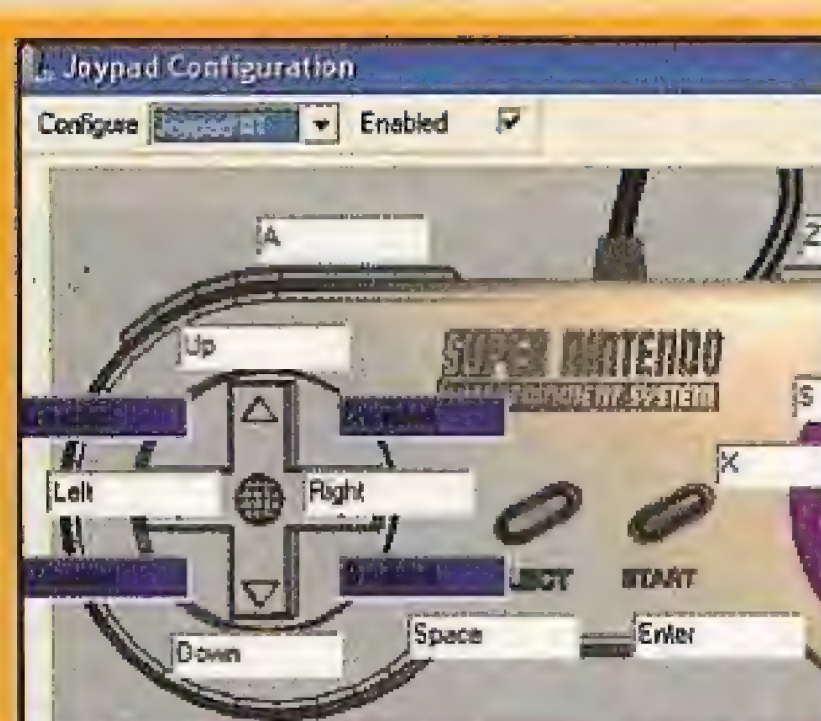 Joypad Configuration
Configure
Enabled
A
Z
Up
SUPER NINTENDO
S
X
Left
Right
START
Space
Enter
Down